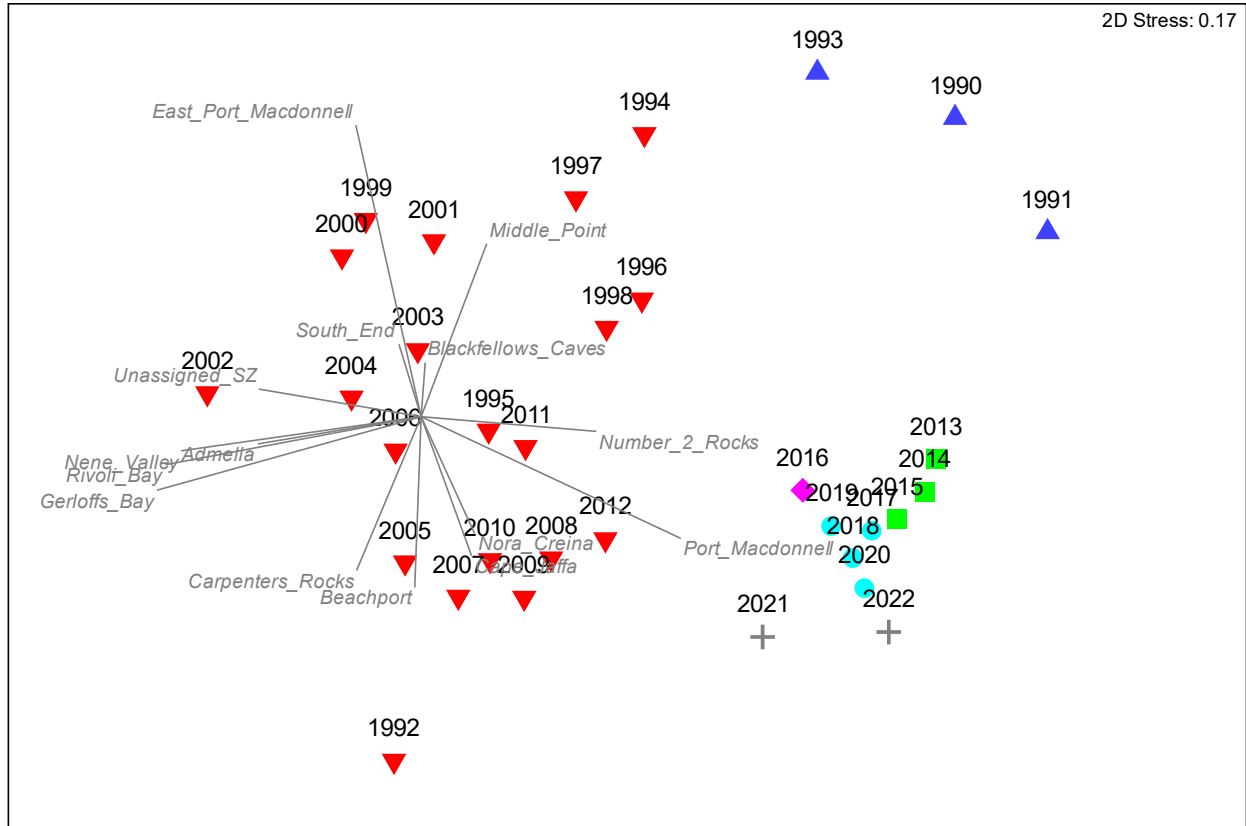 2D Stress: 0.17
1993
1990
1994
East_Port_Macdonnell
1997
1999
1991
2001
2000
Middle_Point
1996
1998
2003
South_End
Blackfellows_Caves
2002
2004
Unassigned_SZ
1995
2006
2011
2013
Number_2_Rocks
Admella
2016
2014
Nene_Valley
Rivoli_Bay
2015
2019
Gerloffs_Bay
2017
2012
2018
2005
2010
2008
Nora_Creina
Port_Macdonnell
2020
2007
2009
Cape_Jaffa
Carpenters_Rocks
Beachport
2021
2022
1992